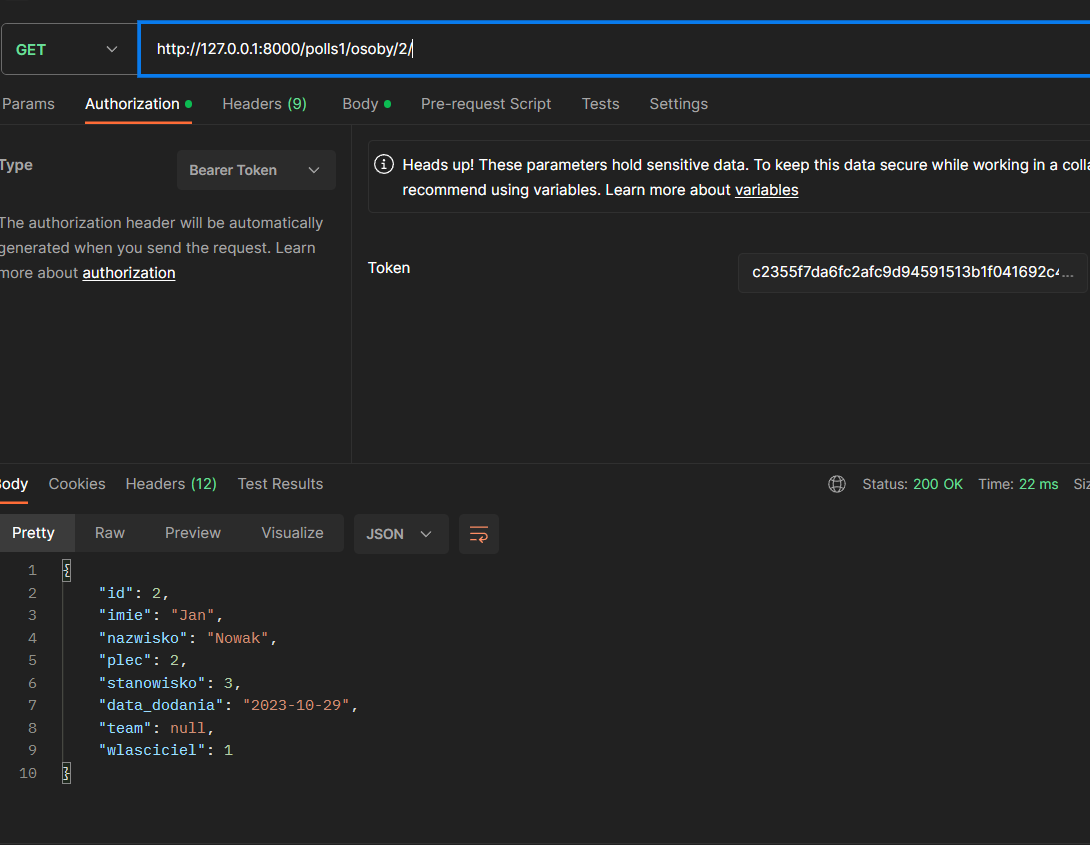 GET
http://127.0.0.1:8000/polls1/osoby/2/
Params Authorization Headers (9) Body Pre-request Script Tests Settings
Type
Bearer Token
The authorization header will be automatically
generated when you send the request. Learn
more about authorization
Heads up! These parameters hold sensitive data. To keep this data secure while working in a colla
recommend using variables. Learn more about variables
Token
c2355f7da6fc2afc9d94591513b1f041692c4...
Body Cookies Headers (12) Test Results
Status: 200 OK Time: 22 ms Siz
Pretty Raw Preview Visualize JSON
1 {
2 "id": 2,
3 "imie": "Jan",
4 "nazwisko": "Nowak",
5 "plec": 2,
6 "stanowisko": 3,
7 "data_dodania": "2023-10-29",
8 "team": null,
9 "wlasciciel": 1
10 }